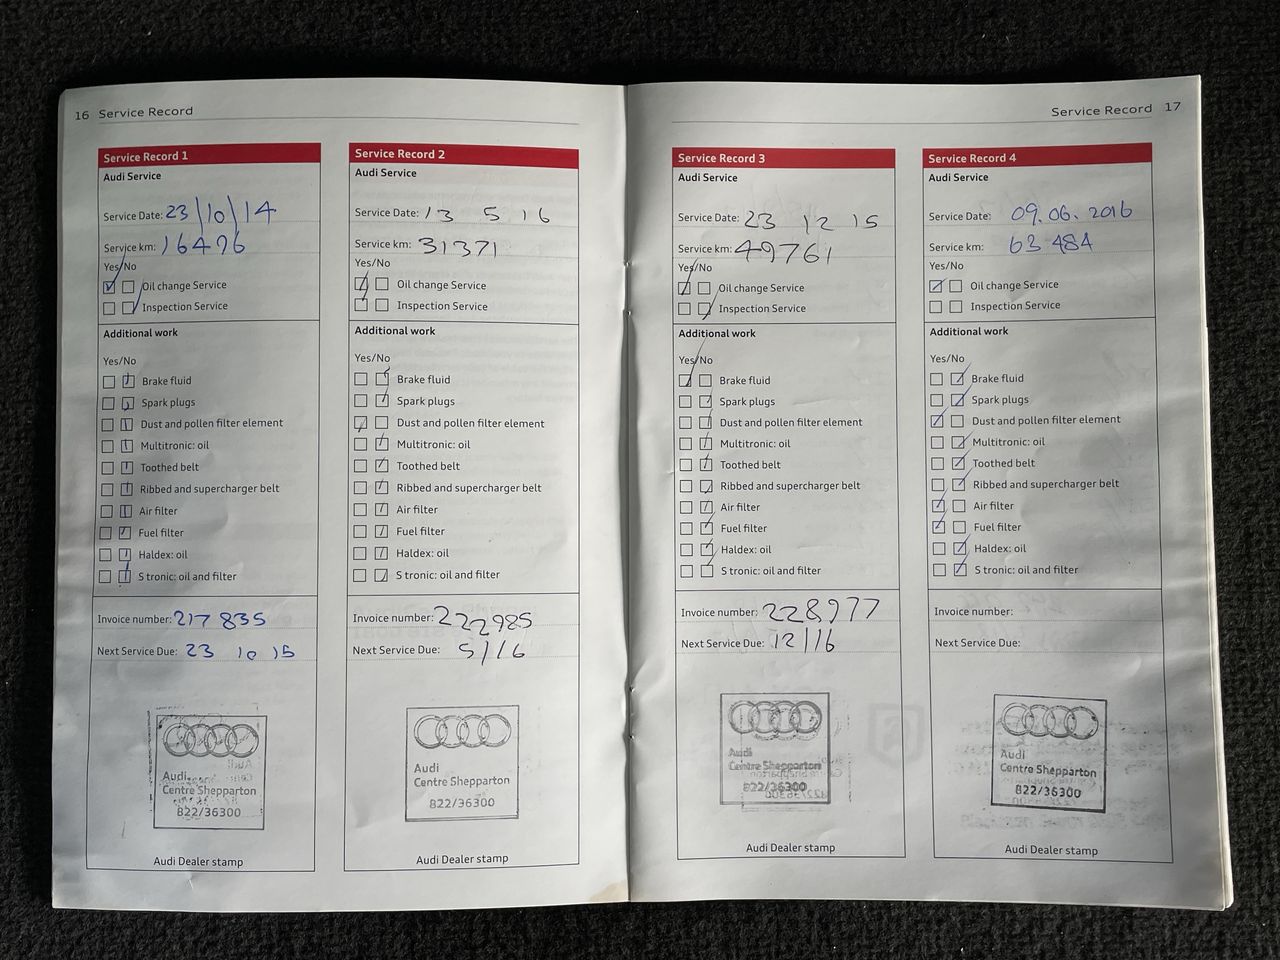 16 Service Record
Service Record 1
Audi Service
Service Date: 23/10/14
Service km: 16496
Yes/No
Oil change Service
Inspection Service
Additional work
Yes/No
Brake fluid
Spark plugs
Dust and pollen filter element
Multitronic: oil
Toothed belt
Ribbed and supercharger belt
Air filter
Fuel filter
Haldex: oil
S tronic: oil and filter
Invoice number: 217835
Next Service Due: 23 10 15
Audi
Centre Shepparton
822/36300
Audi Dealer stamp
Service Record 2
Audi Service
Service Date: 13 5 16
Service km: 31371
Yes/No
Oil change Service
Inspection Service
Additional work
Yes/No
Brake fluid
Spark plugs
Dust and pollen filter element
Multitronic: oil
Toothed belt
Ribbed and supercharger belt
Air filter
Fuel filter
Haldex: oil
S tronic: oil and filter
Invoice number: 222985
Next Service Due: 5/16
Audi
Centre Shepparton
822/36300
Audi Dealer stamp
Service Record 17
Service Record 3
Audi Service
Service Date: 23 12 15
Service km: 49761
Yes/No
Oil change Service
Inspection Service
Additional work
Yes/No
Brake fluid
Spark plugs
Dust and pollen filter element
Multitronic: oil
Toothed belt
Ribbed and supercharger belt
Air filter
Fuel filter
Haldex: oil
S tronic: oil and filter
Invoice number: 228977
Next Service Due: 12/16
Audi
Centre Shepparton
822/36300
Audi Dealer stamp
Service Record 4
Audi Service
Service Date: 09.06.2016
Service km: 63484
Yes/No
Oil change Service
Inspection Service
Additional work
Yes/No
Brake fluid
Spark plugs
Dust and pollen filter element
Multitronic: oil
Toothed belt
Ribbed and supercharger belt
Air filter
Fuel filter
Haldex: oil
S tronic: oil and filter
Invoice number:
Next Service Due:
Audi
Centre Shepparton
822/36300
Audi Dealer stamp